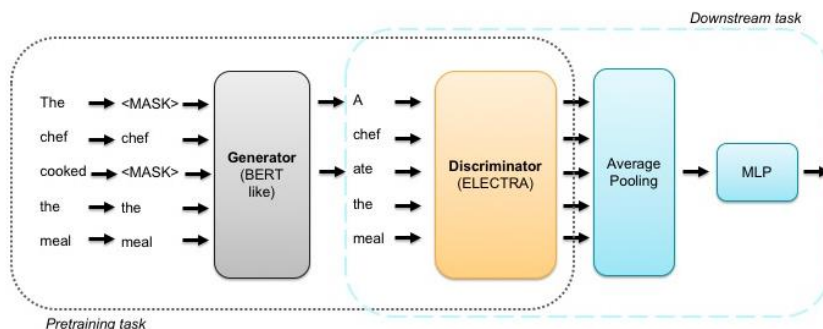 Downstream task
The <MASK> A
chef chef chef
cooked <MASK> ate
the the the
meal meal meal
Generator
(BERT
like)
Discriminator
(ELECTRA)
Average
Pooling
MLP
Pretraining task